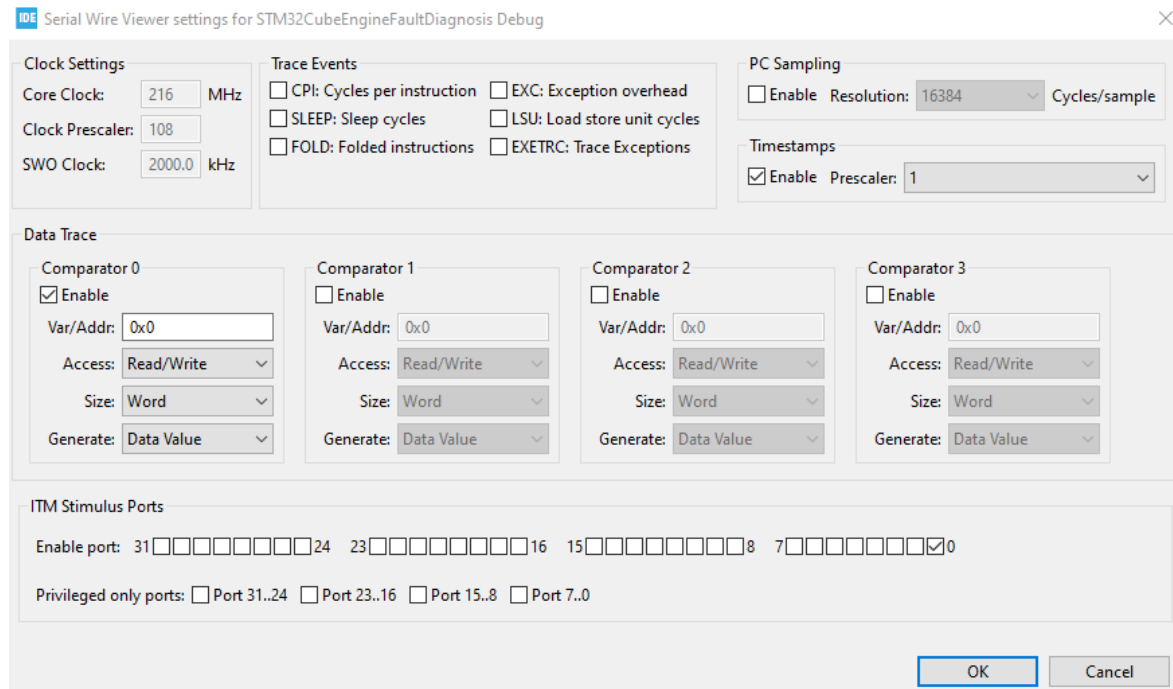 IDE Serial Wire Viewer settings for STM32CubeEngineFaultDiagnosis Debug
Clock Settings
Core Clock: 216 MHz
Clock Prescaler: 108
SWO Clock: 2000.0 kHz
Trace Events
CPI: Cycles per instruction EXC: Exception overhead
SLEEP: Sleep cycles LSU: Load store unit cycles
FOLD: Folded instructions EXETRC: Trace Exceptions
PC Sampling
Enable Resolution: 16384 Cycles/sample
Timestamps
Enable Prescaler: 1
Data Trace
Comparator 0
Enable
Var/Addr: 0x0
Access: Read/Write
Size: Word
Generate: Data Value
Comparator 1
Enable
Var/Addr: 0x0
Access: Read/Write
Size: Word
Generate: Data Value
Comparator 2
Enable
Var/Addr: 0x0
Access: Read/Write
Size: Word
Generate: Data Value
Comparator 3
Enable
Var/Addr: 0x0
Access: Read/Write
Size: Word
Generate: Data Value
ITM Stimulus Ports
Enable port: 31 24 23 16 15 8 7 0
Privileged only ports: Port 31..24 Port 23..16 Port 15..8 Port 7..0
OK Cancel